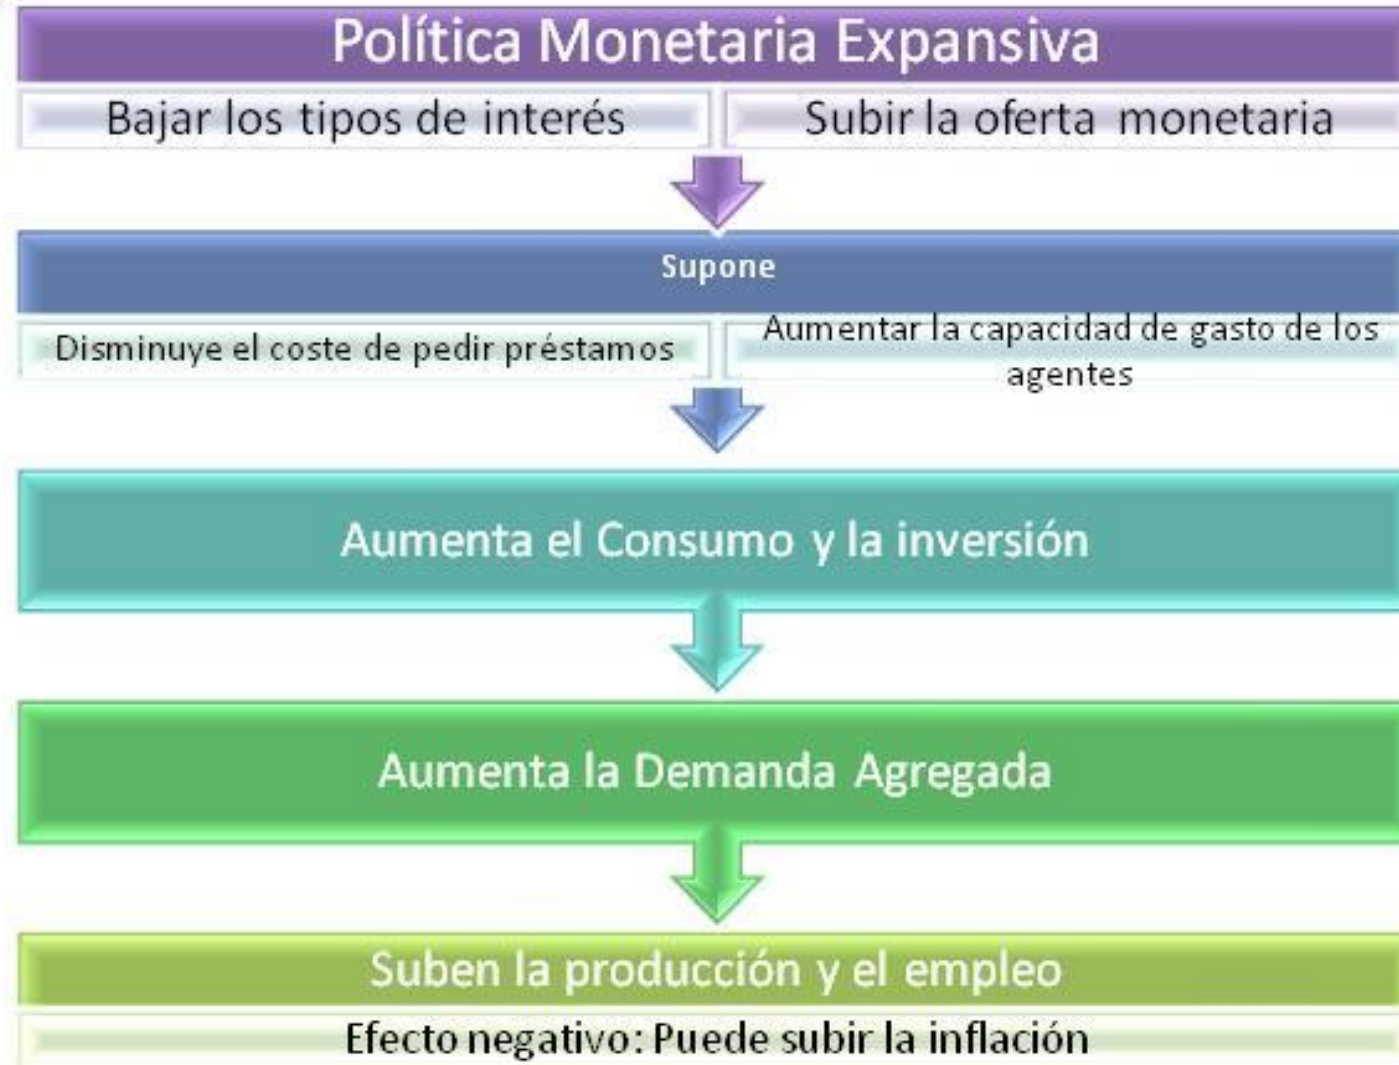 Política Monetaria Expansiva
Bajar los tipos de interés
Subir la oferta monetaria
Supone
Disminuye el coste de pedir préstamos
Aumentar la capacidad de gasto de los
agentes
Aumenta el Consumo y la inversión
Aumenta la Demanda Agregada
Suben la producción y el empleo
Efecto negativo: Puede subir la inflación